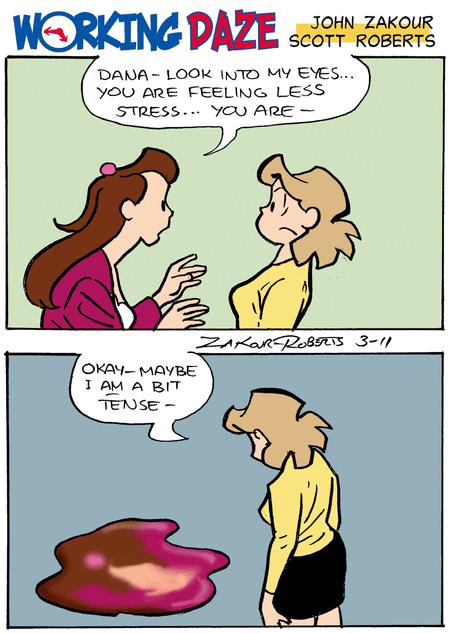 WORKING DAZE
JOHN ZAKOUR
SCOTT ROBERTS
DANA- LOOK INTO MY EYES...
YOU ARE FEELING LESS
STRESS... YOU ARE –
ZAKOUR-ROBERTS 3-11
OKAY– MAYBE
I AM A BIT
TENSE –